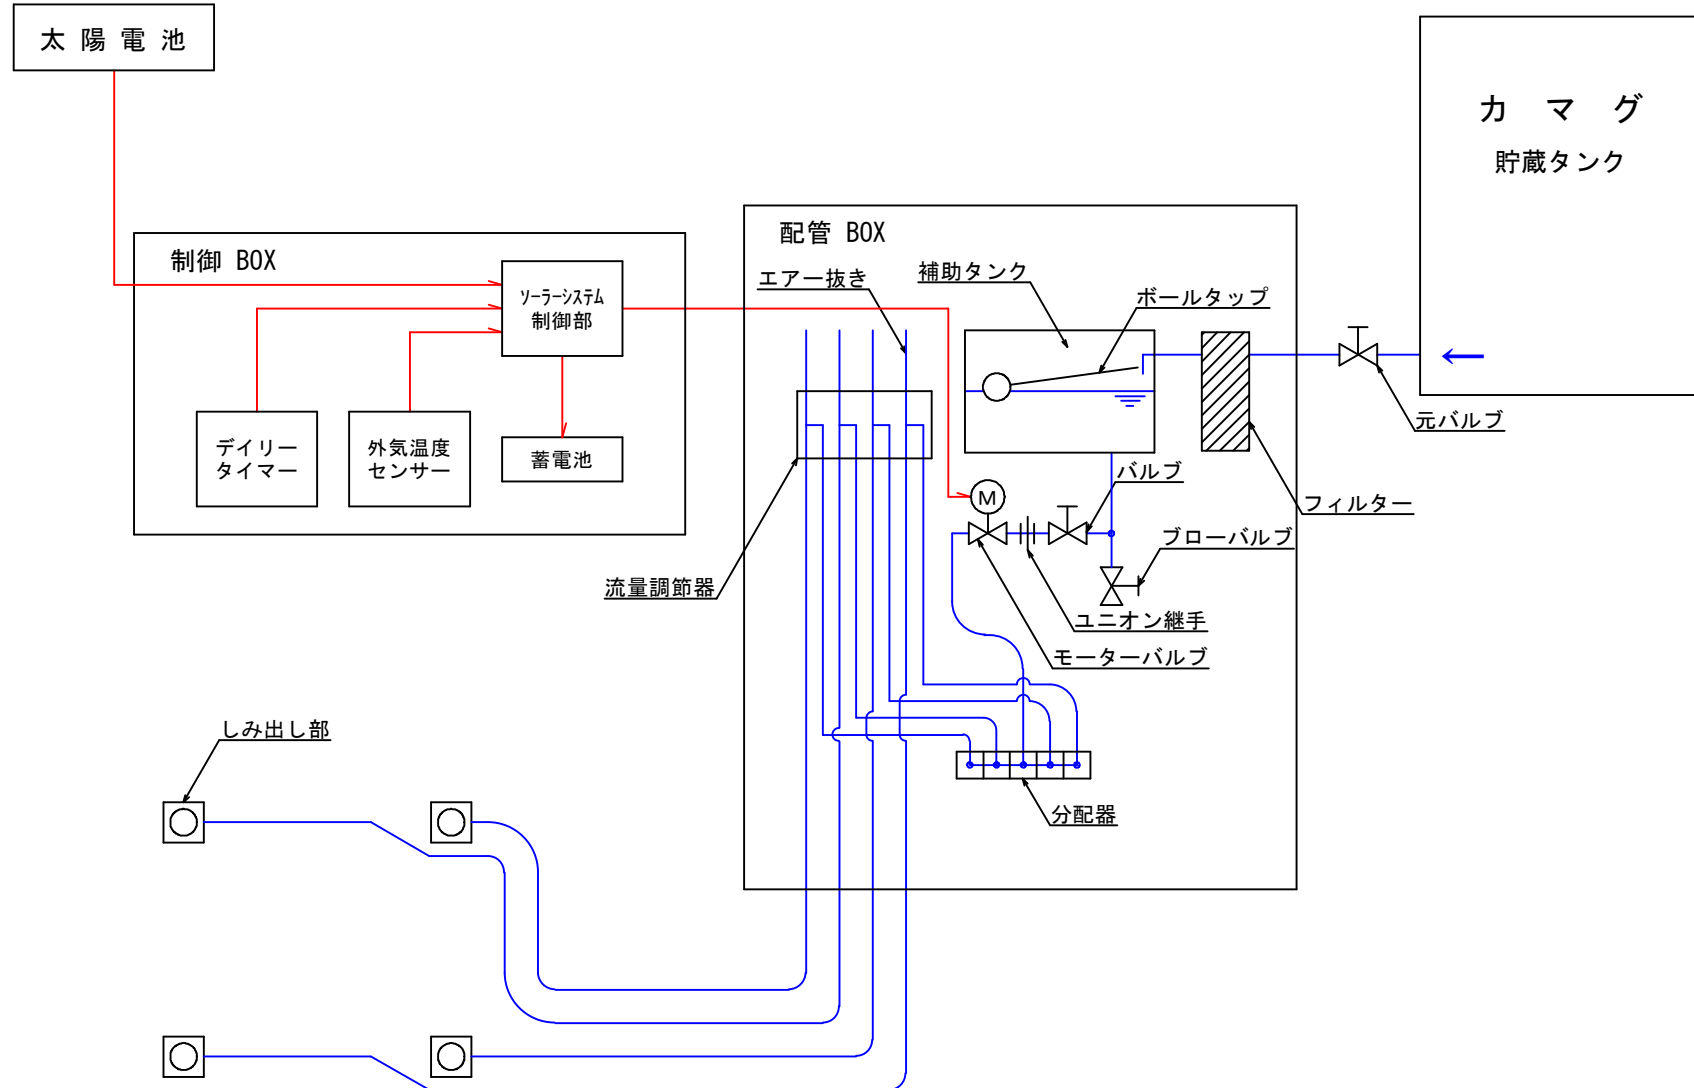 太陽電池
カマグ
貯蔵タンク
制御 BOX
ソーラーシステム
制御部
デイリー
タイマー
外気温度
センサー
蓄電池
配管 BOX
エアー抜き
補助タンク
ボールタップ
元バルブ
フィルター
バルブ
M
ブローバルブ
流量調節器
ユニオン継手
モーターバルブ
しみ出し部
分配器